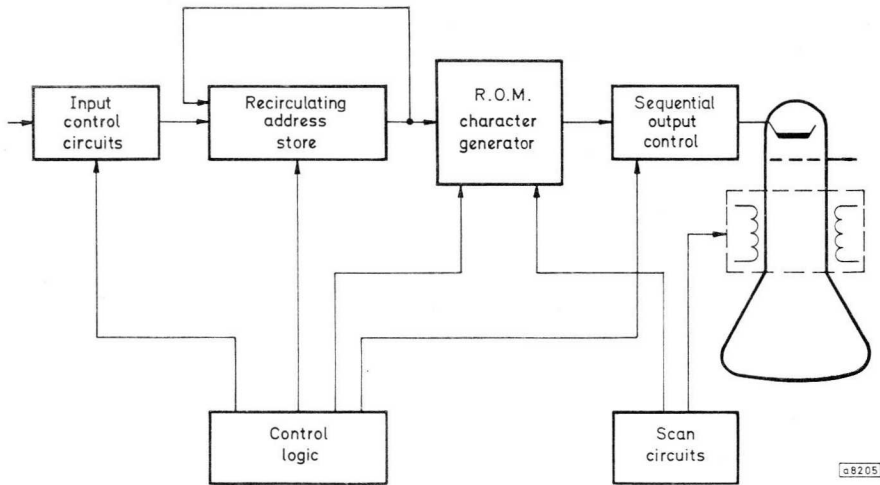 Input
control
circuits
Recirculating
address
store
R.O.M.
character
generator
Sequential
output
control
Control
logic
Scan
circuits
a8205